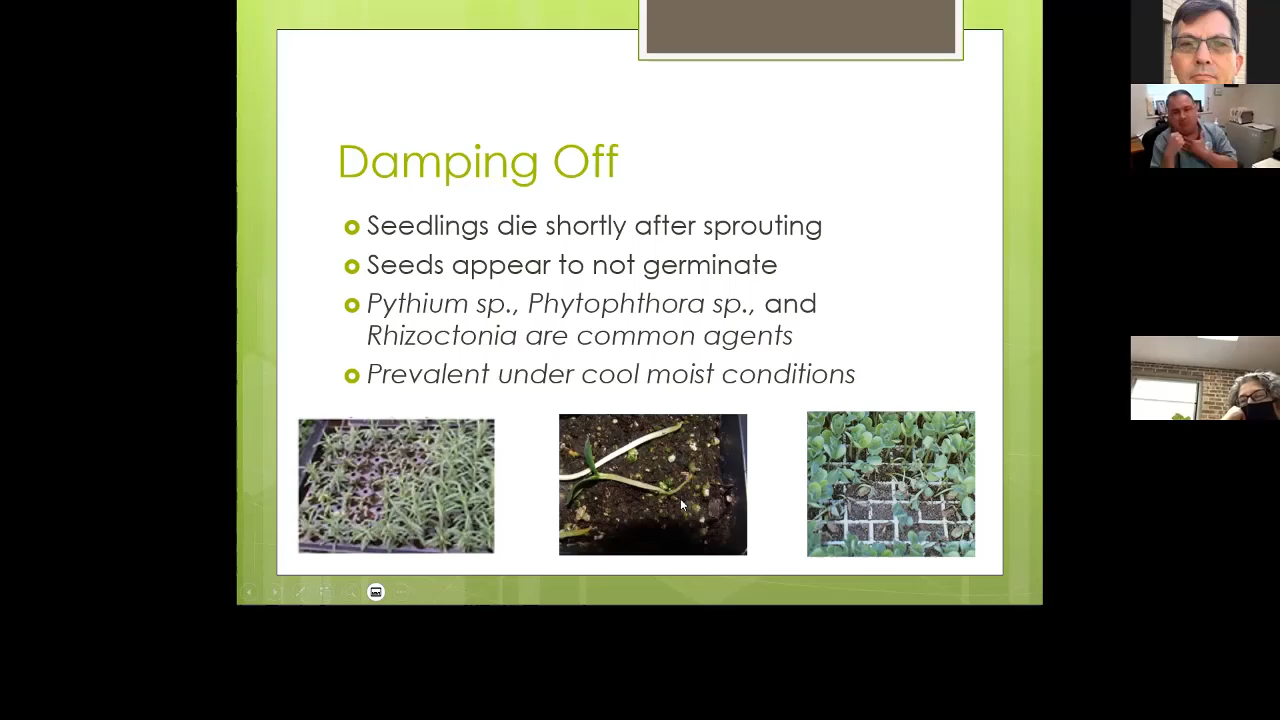 Damping Off
Seedlings die shortly after sprouting
Seeds appear to not germinate
Pythium sp., Phytophthora sp., and
Rhizoctonia are common agents
Prevalent under cool moist conditions